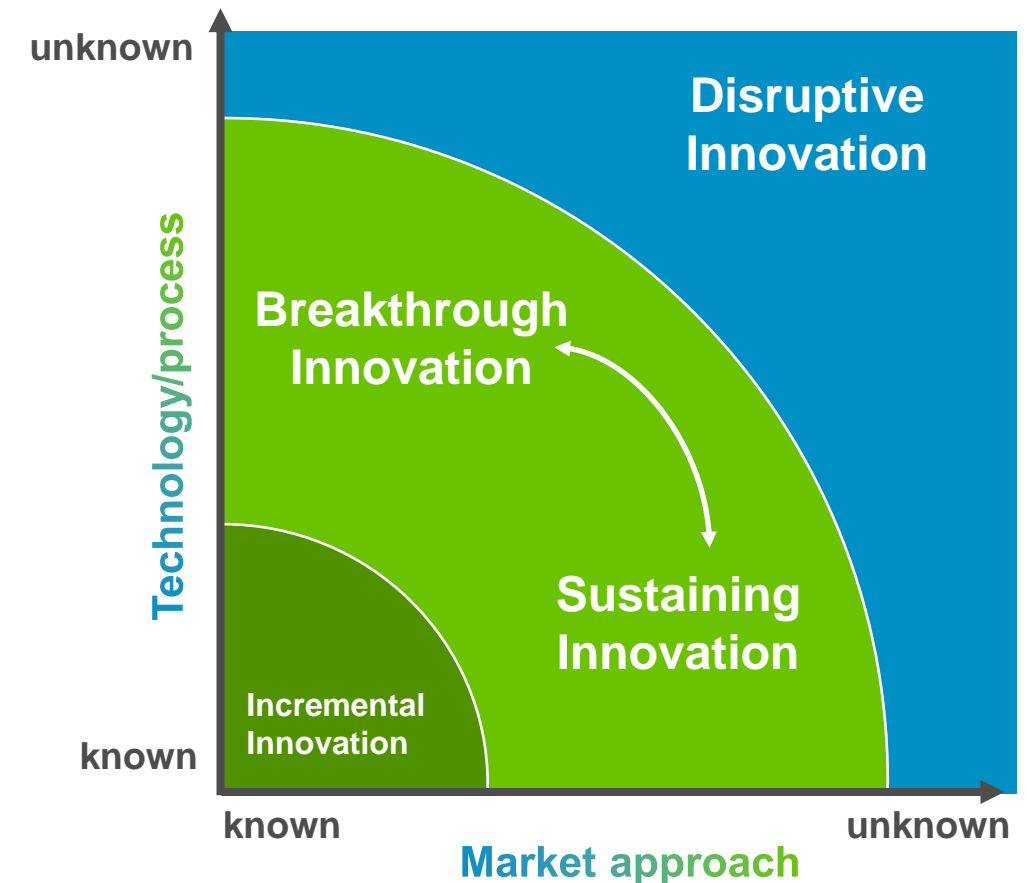 unknown
Disruptive
Innovation
Technology/process
Breakthrough
Innovation
Sustaining
Innovation
Incremental
Innovation
known
known
unknown
Market approach